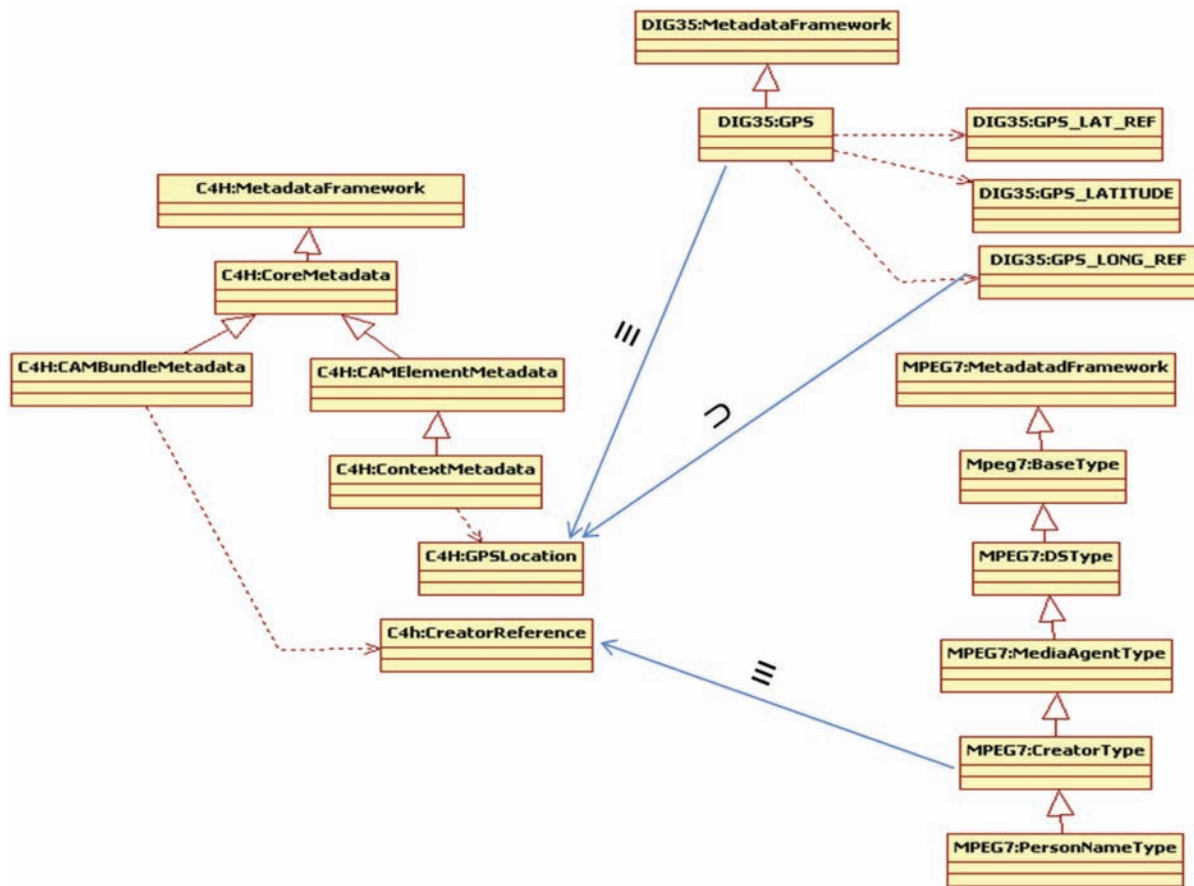 DIG35:MetadataFramework
DIG35:GPS
DIG35:GPS_LAT_REF
DIG35:GPS_LATITUDE
DIG35:GPS_LONG_REF
C4H:MetadataFramework
C4H:CoreMetadata
C4H:CAMBundleMetadata
C4H:CAMElementMetadata
C4H:ContextMetadata
C4H:GPSLocation
C4h:CreatorReference
≡
⊃
≡
MPEG7:MetadatadFramework
Mpeg7:BaseType
MPEG7:DSType
MPEG7:MediaAgentType
MPEG7:CreatorType
MPEG7:PersonNameType